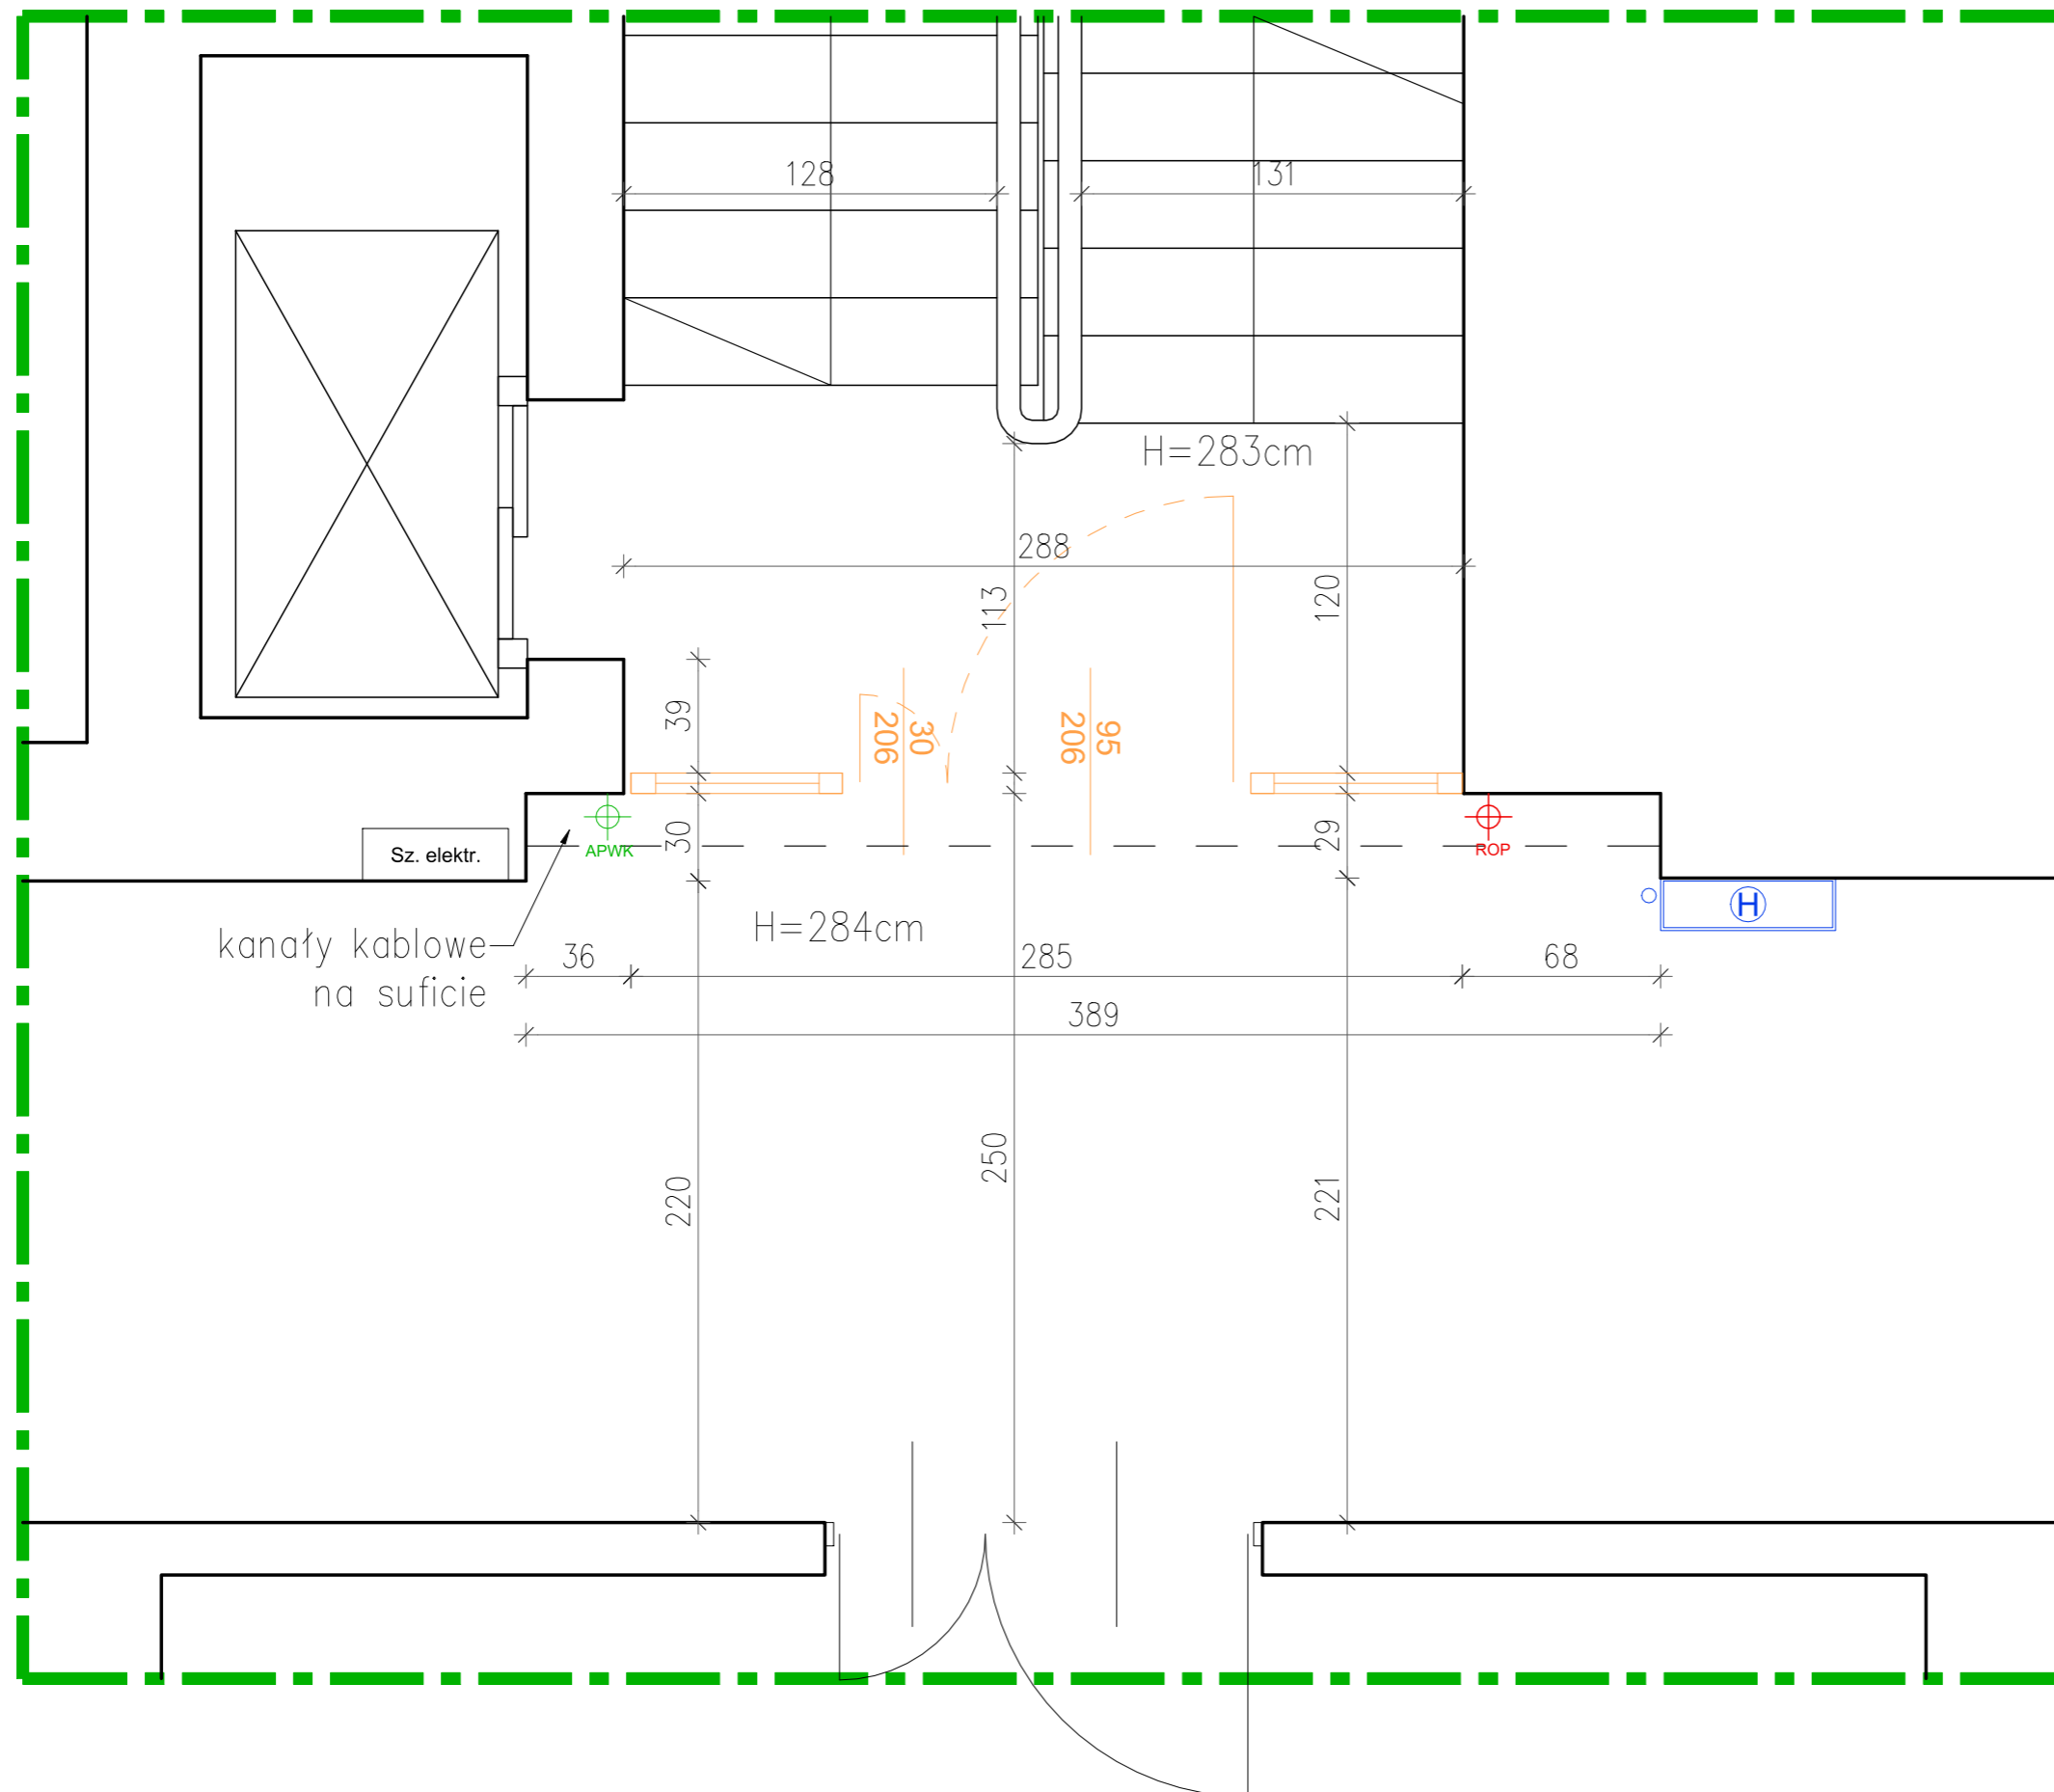 128
131
H=283cm
288
113
120
39
30
206
95
206
30
29
Sz. elektr.
APWK
ROP
H
H=284cm
kanały kablowe
na suficie
36
285
68
389
220
250
221